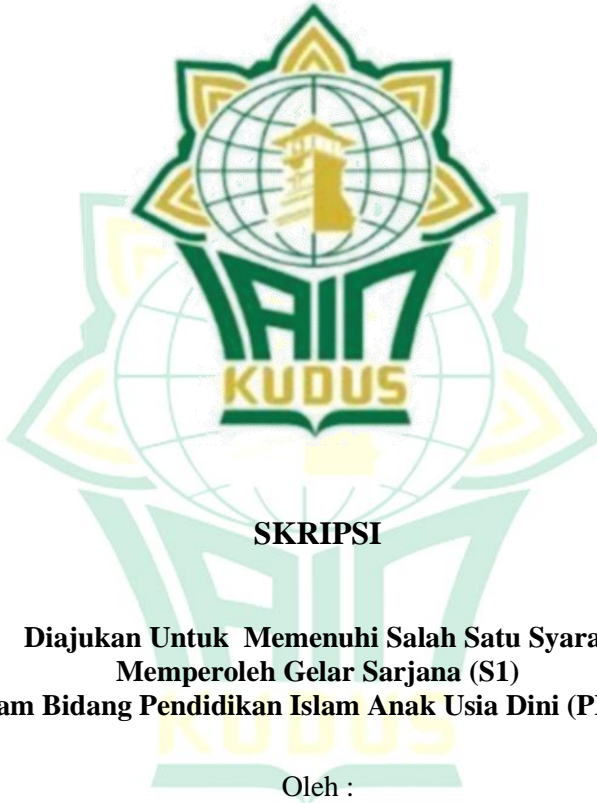 IAIN
KUDUS
SKRIPSI
Diajukan Untuk Memenuhi Salah Satu Syara
Memperoleh Gelar Sarjana (S1)
am Bidang Pendidikan Islam Anak Usia Dini (PI
Oleh :